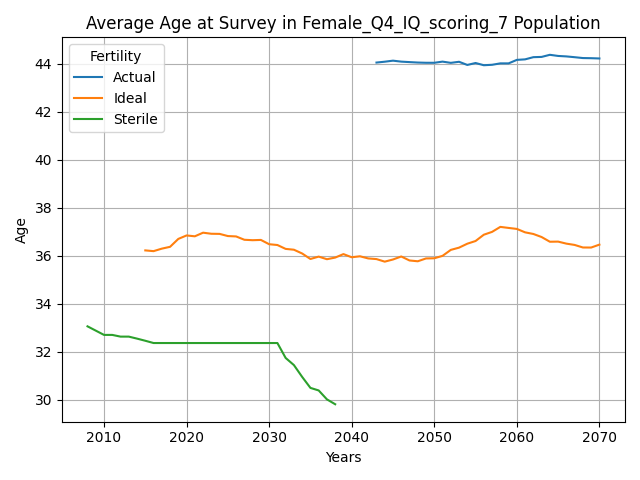 Average Age at Survey in Female_Q4_IQ_scoring_7 Population
Fertility
Actual
Ideal
Sterile
Age
44
42
40
38
36
34
32
30
2010 2020 2030 2040 2050 2060 2070
Years